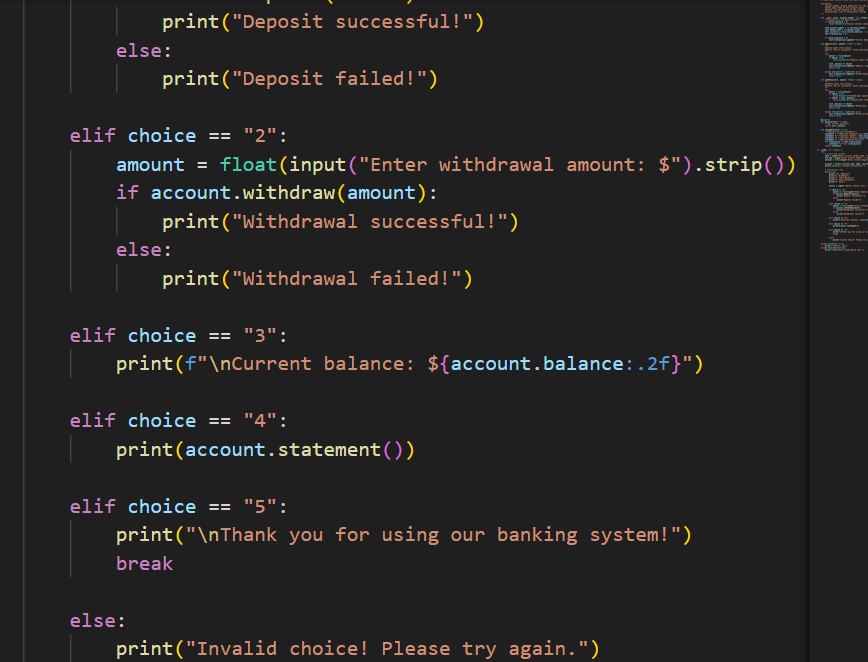 print("Deposit successful!")
else:
print("Deposit failed!")
elif choice == "2":
amount = float(input("Enter withdrawal amount: $").strip())
if account.withdraw(amount):
print("Withdrawal successful!")
else:
print("Withdrawal failed!")
elif choice == "3":
print(f"\nCurrent balance: ${account.balance:.2f}")
elif choice == "4":
print(account.statement())
elif choice == "5":
print("\nThank you for using our banking system!")
break
else:
print("Invalid choice! Please try again.")